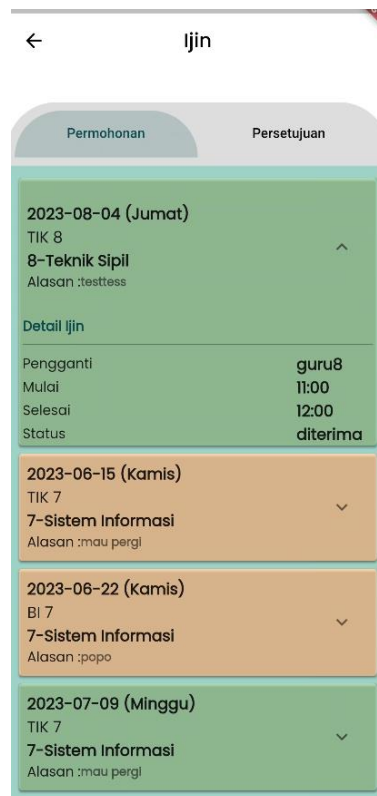 Ijin
Permohonan Persetujuan
2023-08-04 (Jumat)
TIK 8
8-Teknik Sipil
Alasan :testtess
Detail Ijin
Pengganti guru8
Mulai 11:00
Selesai 12:00
Status diterima
2023-06-15 (Kamis)
TIK 7
7-Sistem Informasi
Alasan :mau pergi
2023-06-22 (Kamis)
BI 7
7-Sistem Informasi
Alasan :popo
2023-07-09 (Minggu)
TIK 7
7-Sistem Informasi
Alasan :mau pergi